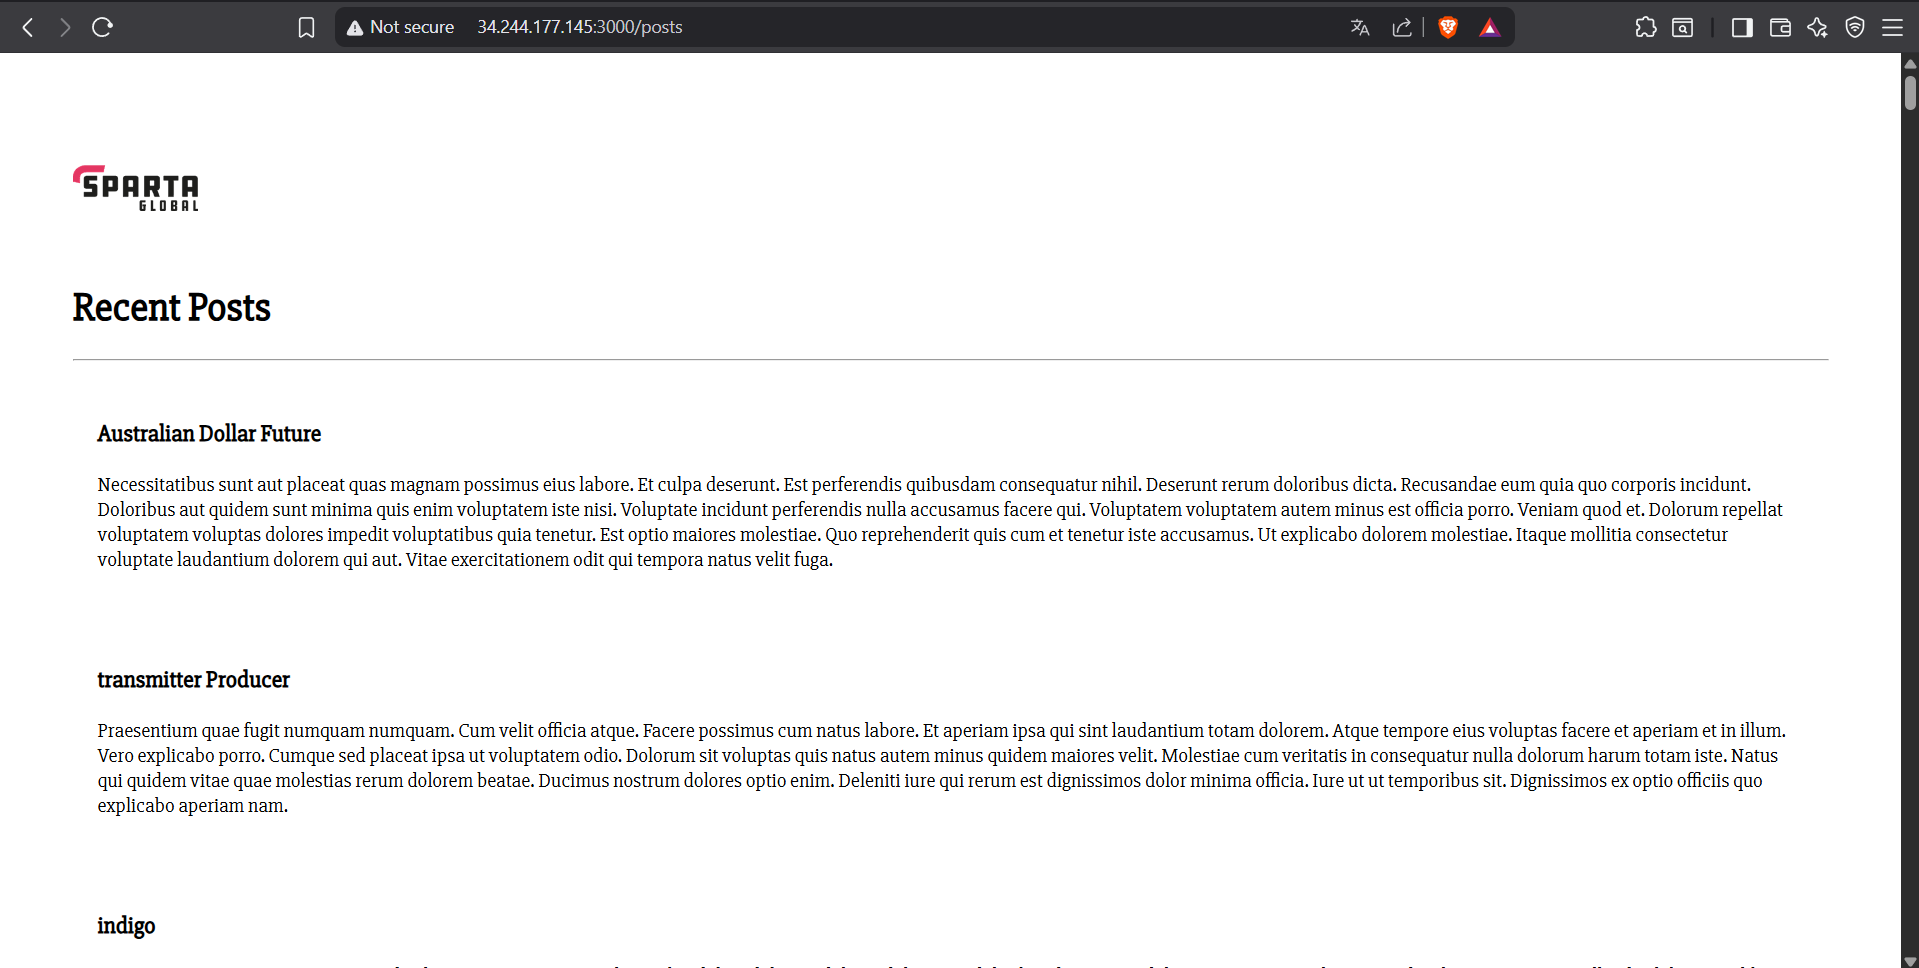 Not secure 34.244.177.145:3000/posts
SPARTA
GLOBAL
Recent Posts
Australian Dollar Future
Necessitatibus sunt aut placeat quas magnam possimus eius labore. Et culpa deserunt. Est perferendis quibusdam consequatur nihil. Deserunt rerum doloribus dicta. Recusandae eum quia quo corporis incidunt.
Doloribus aut quidem sunt minima quis enim voluptatem iste nisi. Voluptate incidunt perferendis nulla accusamus facere qui. Voluptatem voluptatem autem minus est officia porro. Veniam quod et. Dolorum repellat
voluptatem voluptas dolores impedit voluptatibus quia tenetur. Est optio maiores molestiae. Quo reprehenderit quis cum et tenetur iste accusamus. Ut explicabo dolorem molestiae. Itaque mollitia consectetur
voluptate laudantium dolorem qui aut. Vitae exercitationem odit qui tempora natus velit fuga.
transmitter Producer
Praesentium quae fugit numquam numquam. Cum velit officia atque. Facere possimus cum natus labore. Et aperiam ipsa qui sint laudantium totam dolorem. Atque tempore eius voluptas facere et aperiam et in illum.
Vero explicabo porro. Cumque sed placeat ipsa ut voluptatem odio. Dolorum sit voluptas quis natus autem minus quidem maiores velit. Molestiae cum veritatis in consequatur nulla dolorum harum totam iste. Natus
qui quidem vitae quae molestias rerum dolorem beatae. Ducimus nostrum dolores optio enim. Deleniti iure qui rerum est dignissimos dolor minima officia. Iure ut ut temporibus sit. Dignissimos ex optio officiis quo
explicabo aperiam nam.
indigo